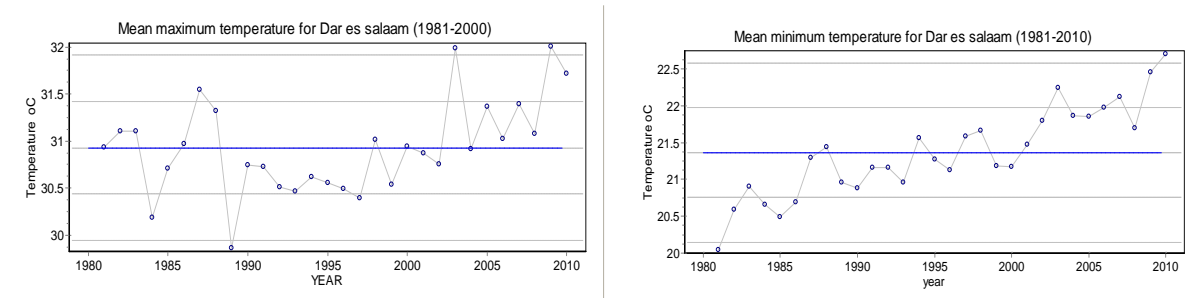 Mean maximum temperature for Dar es salaam (1981-2000)
32
31.5
31
30.5
30
Temperature oC
1980 1985 1990 1995 2000 2005 2010
YEAR
Mean minimum temperature for Dar es salaam (1981-2010)
22.5
22
21.5
21
20.5
20
Temperature oC
1980 1985 1990 1995 2000 2005 2010
year